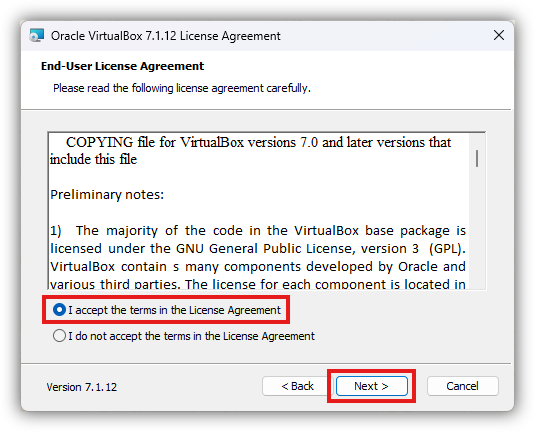 Oracle VirtualBox 7.1.12 License Agreement
End-User License Agreement
Please read the following license agreement carefully.
COPYING file for VirtualBox versions 7.0 and later versions that
include this file
Preliminary notes:
1) The majority of the code in the VirtualBox base package is
licensed under the GNU General Public License, version 3 (GPL).
VirtualBox contain s many components developed by Oracle and
various third parties. The license for each component is located in
I accept the terms in the License Agreement
I do not accept the terms in the License Agreement
Version 7.1.12
< Back
Next >
Cancel